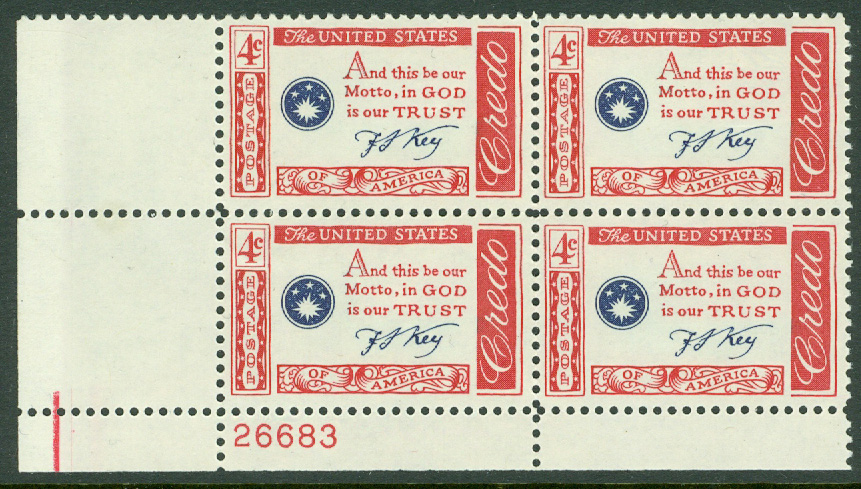 4c The UNITED STATES
POSTAGE
And this be our
Motto, in GOD
is our TRUST
F S Key
Credo
OF AMERICA
4c The UNITED STATES
POSTAGE
And this be our
Motto, in GOD
is our TRUST
F S Key
Credo
OF AMERICA
4c The UNITED STATES
POSTAGE
And this be our
Motto, in GOD
is our TRUST
F S Key
Credo
OF AMERICA
4c The UNITED STATES
POSTAGE
And this be our
Motto, in GOD
is our TRUST
F S Key
Credo
OF AMERICA
26683